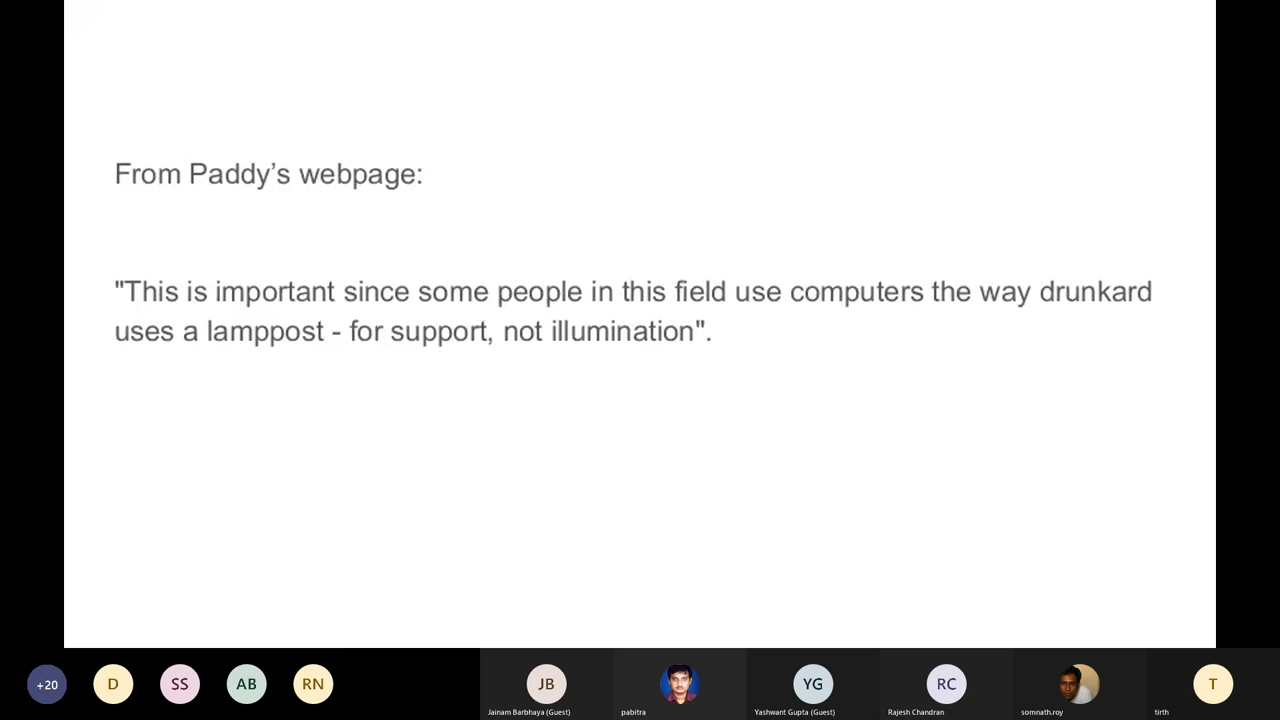 From Paddy’s webpage:
"This is important since some people in this field use computers the way drunkard
uses a lamppost - for support, not illumination".
+20
D
SS
AB
RN
JB
YG
RC
T
Jainam Barbhaya (Guest)
pabitra
Yashwant Gupta (Guest)
Rajesh Chandran
somnath.roy
tirth